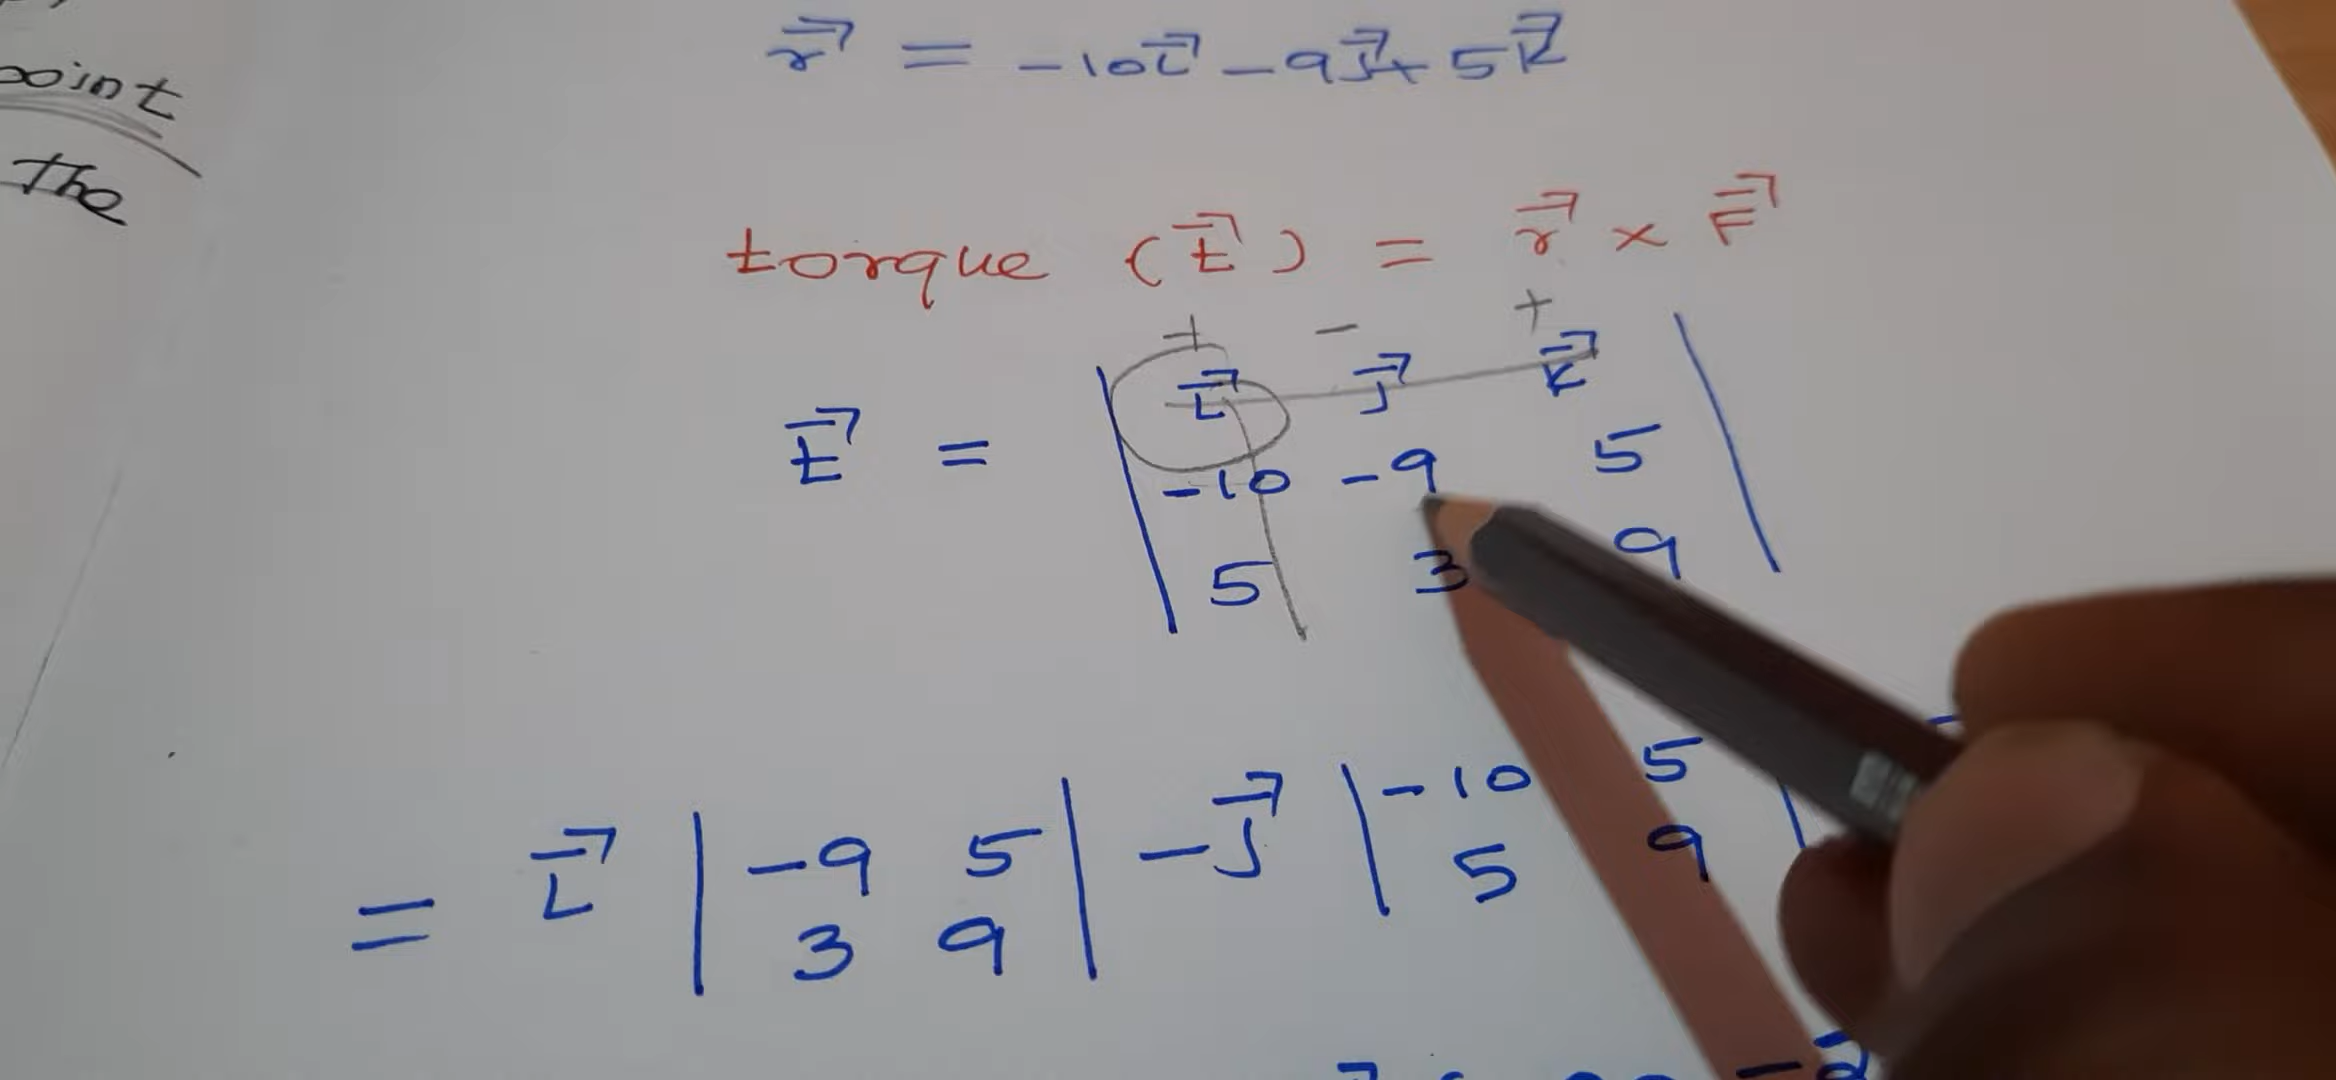 r⃗ = -10i⃗ - 9j⃗ + 5k⃗
point
The
torque (t⃗) = r⃗ × F⃗
+ - +
i⃗ j⃗ k⃗
t⃗ = -10 -9 5
5 3 9
= i⃗ | -9 5 | - j⃗ | -10 5 |
3 9 5 9